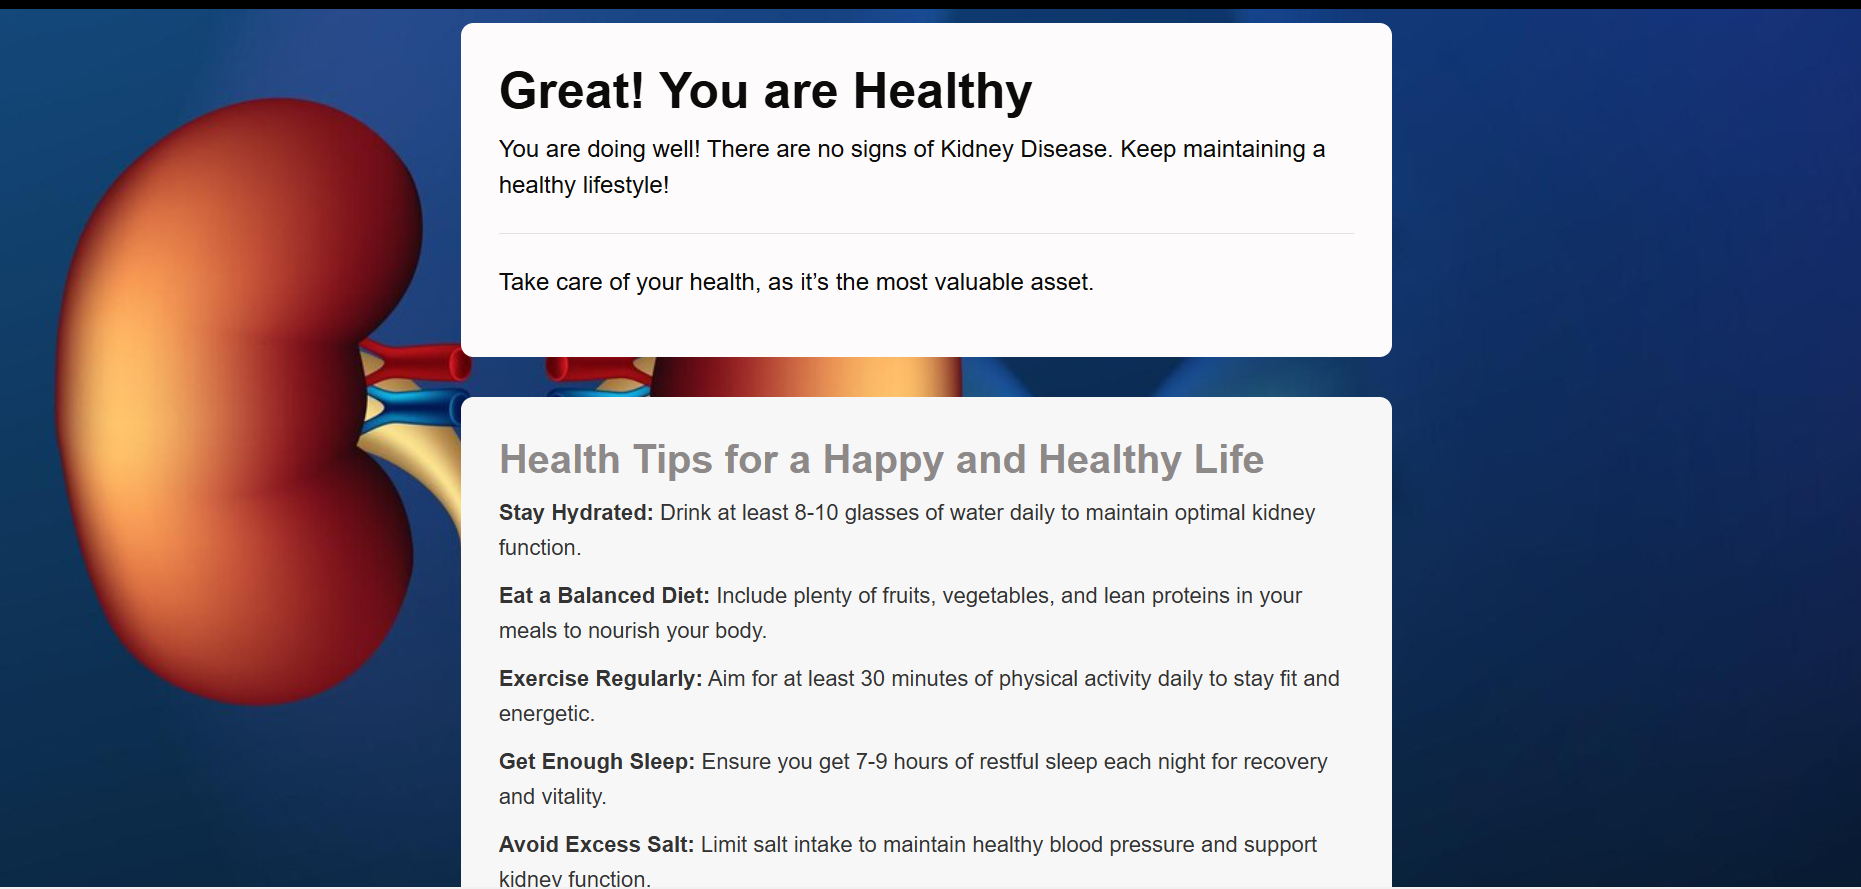 Great! You are Healthy
You are doing well! There are no signs of Kidney Disease. Keep maintaining a
healthy lifestyle!
Take care of your health, as it’s the most valuable asset.
Health Tips for a Happy and Healthy Life
Stay Hydrated: Drink at least 8-10 glasses of water daily to maintain optimal kidney
function.
Eat a Balanced Diet: Include plenty of fruits, vegetables, and lean proteins in your
meals to nourish your body.
Exercise Regularly: Aim for at least 30 minutes of physical activity daily to stay fit and
energetic.
Get Enough Sleep: Ensure you get 7-9 hours of restful sleep each night for recovery
and vitality.
Avoid Excess Salt: Limit salt intake to maintain healthy blood pressure and support
kidney function.